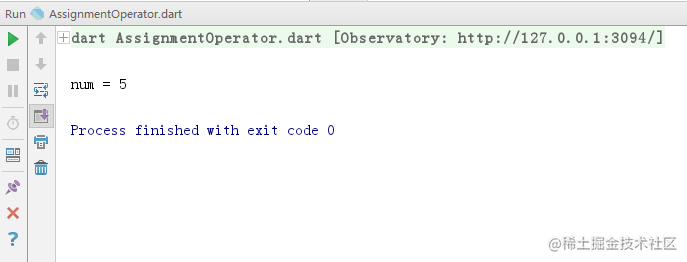 Run AssignmentOperator.dart
dart AssignmentOperator.dart [Observatory: http://127.0.0.1:3094/]
num = 5
Process finished with exit code 0
@稀土掘金技术社区